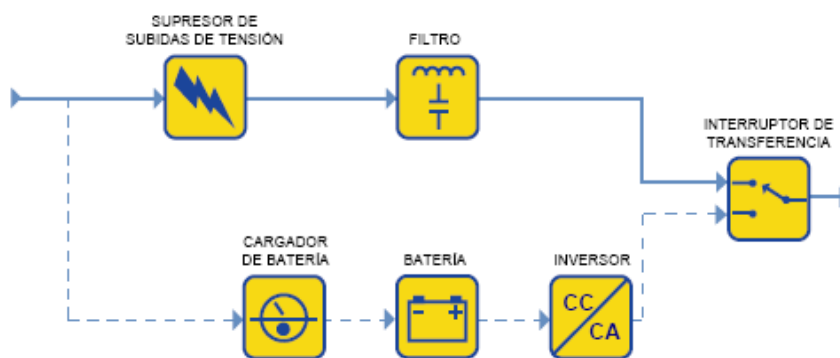 SUPRESOR DE
SUBIDAS DE TENSIÓN
FILTRO
INTERRUPTOR DE
TRANSFERENCIA
CARGADOR
DE BATERÍA
BATERÍA
INVERSOR
CC
CA